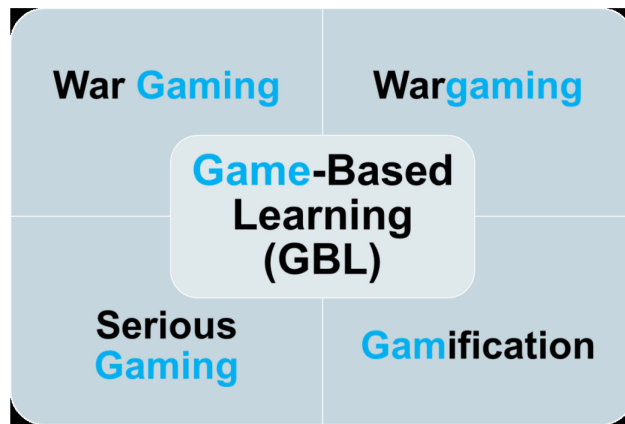 War Gaming
Wargaming
Game-Based
Learning
(GBL)
Serious
Gaming
Gamification